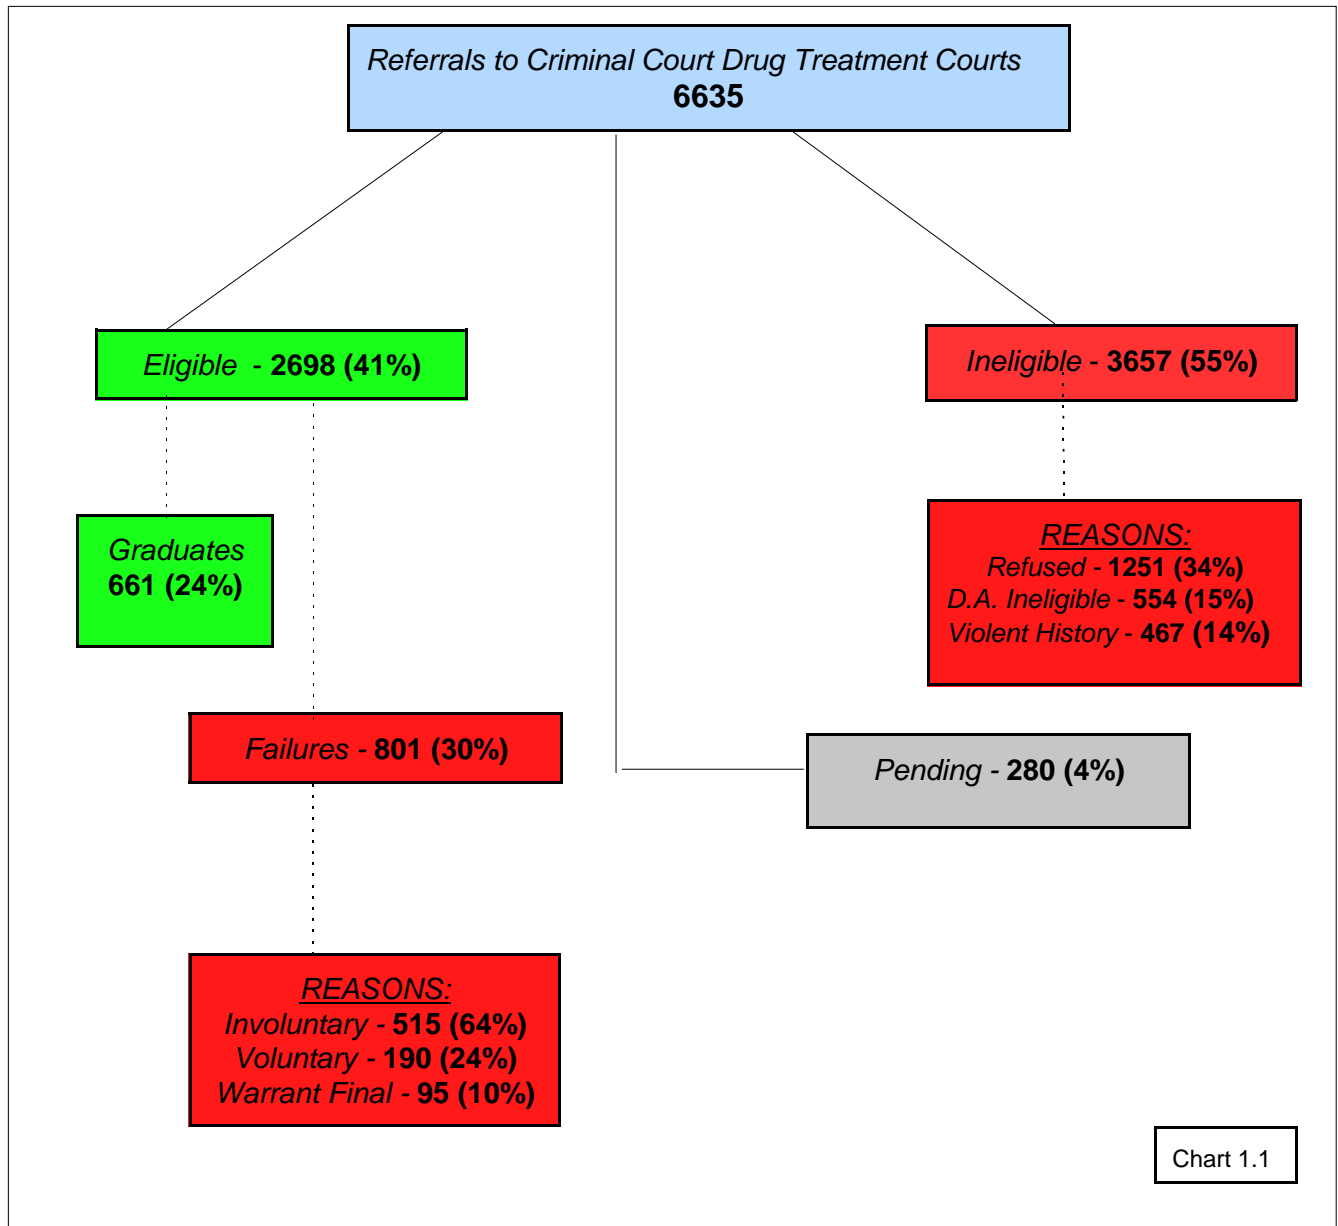 Referrals to Criminal Court Drug Treatment Courts
6635
Eligible - 2698 (41%)
Ineligible - 3657 (55%)
Graduates
661 (24%)
REASONS:
Refused - 1251 (34%)
D.A. Ineligible - 554 (15%)
Violent History - 467 (14%)
Failures - 801 (30%)
Pending - 280 (4%)
REASONS:
Involuntary - 515 (64%)
Voluntary - 190 (24%)
Warrant Final - 95 (10%)
Chart 1.1